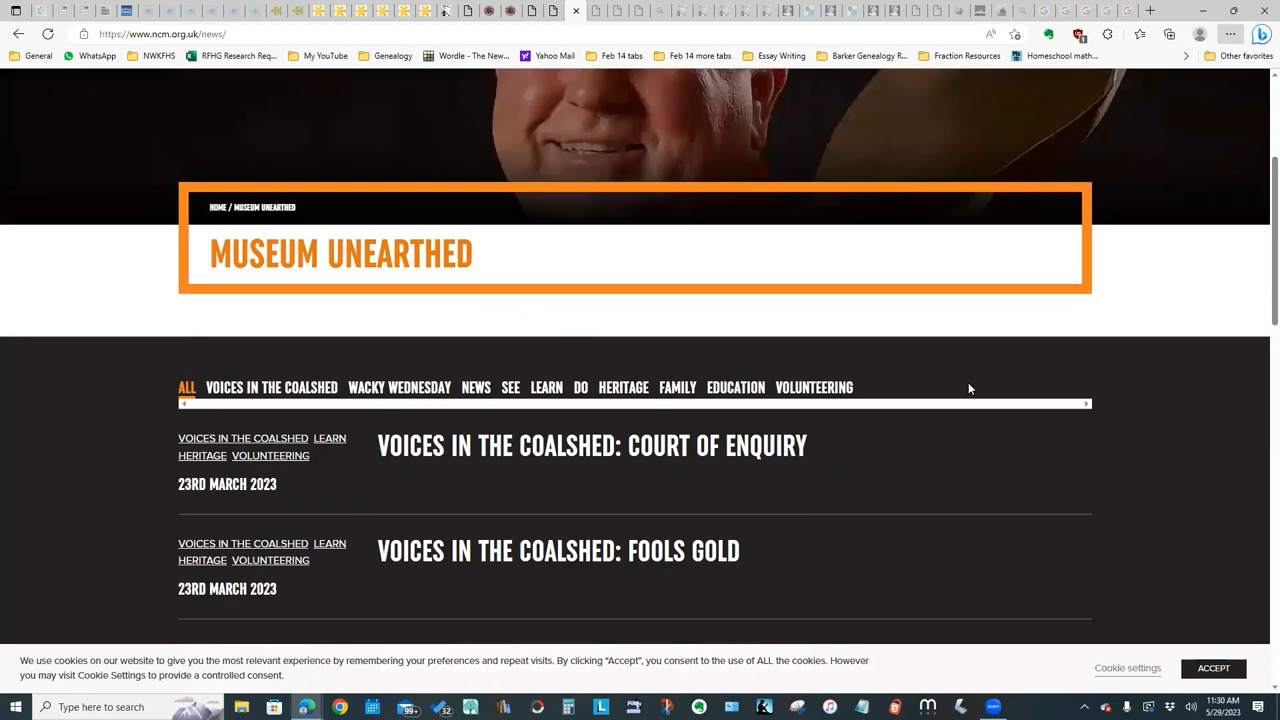 https://www.ncm.org.uk/news/
General WhatsApp NWKFHS RFHG Research Req... My YouTube Genealogy Wordle - The New... Yahoo Mail Feb 14 tabs Feb 14 more tabs Essay Writing Barker Genealogy R... Fraction Resources Homeschool math... Other favorites
HOME / MUSEUM UNEARTHED
MUSEUM UNEARTHED
ALL VOICES IN THE COALSHED WACKY WEDNESDAY NEWS SEE LEARN DO HERITAGE FAMILY EDUCATION VOLUNTEERING
VOICES IN THE COALSHED LEARN
HERITAGE VOLUNTEERING
23RD MARCH 2023
VOICES IN THE COALSHED: COURT OF ENQUIRY
VOICES IN THE COALSHED LEARN
HERITAGE VOLUNTEERING
23RD MARCH 2023
VOICES IN THE COALSHED: FOOLS GOLD
We use cookies on our website to give you the most relevant experience by remembering your preferences and repeat visits. By clicking "Accept", you consent to the use of ALL the cookies. However
you may visit Cookie Settings to provide a controlled consent.
Cookie settings
ACCEPT
Type here to search
99+
32
11:30 AM
5/29/2023